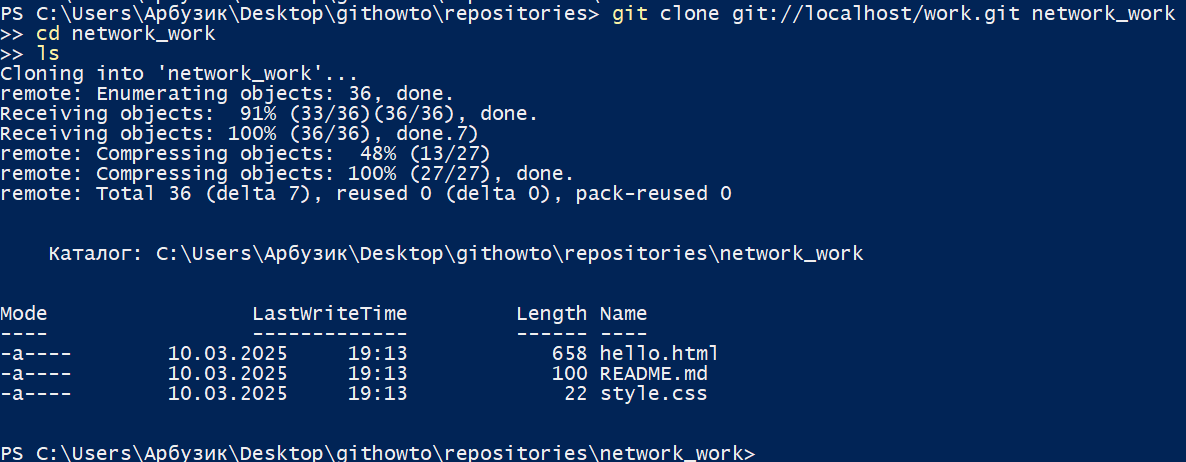 PS C:\Users\Арбузик\Desktop\githowto\repositories> git clone git://localhost/work.git network_work
>> cd network_work
>> ls
Cloning into 'network_work'...
remote: Enumerating objects: 36, done.
Receiving objects:  91% (33/36)(36/36), done.
Receiving objects: 100% (36/36), done.7)
remote: Compressing objects:  48% (13/27)
remote: Compressing objects: 100% (27/27), done.
remote: Total 36 (delta 7), reused 0 (delta 0), pack-reused 0
    Каталог: C:\Users\Арбузик\Desktop\githowto\repositories\network_work
Mode                 LastWriteTime         Length Name
----                 -------------         ------ ----
-a----        10.03.2025     19:13            658 hello.html
-a----        10.03.2025     19:13            100 README.md
-a----        10.03.2025     19:13             22 style.css
PS C:\Users\Арбузик\Desktop\githowto\repositories\network_work>